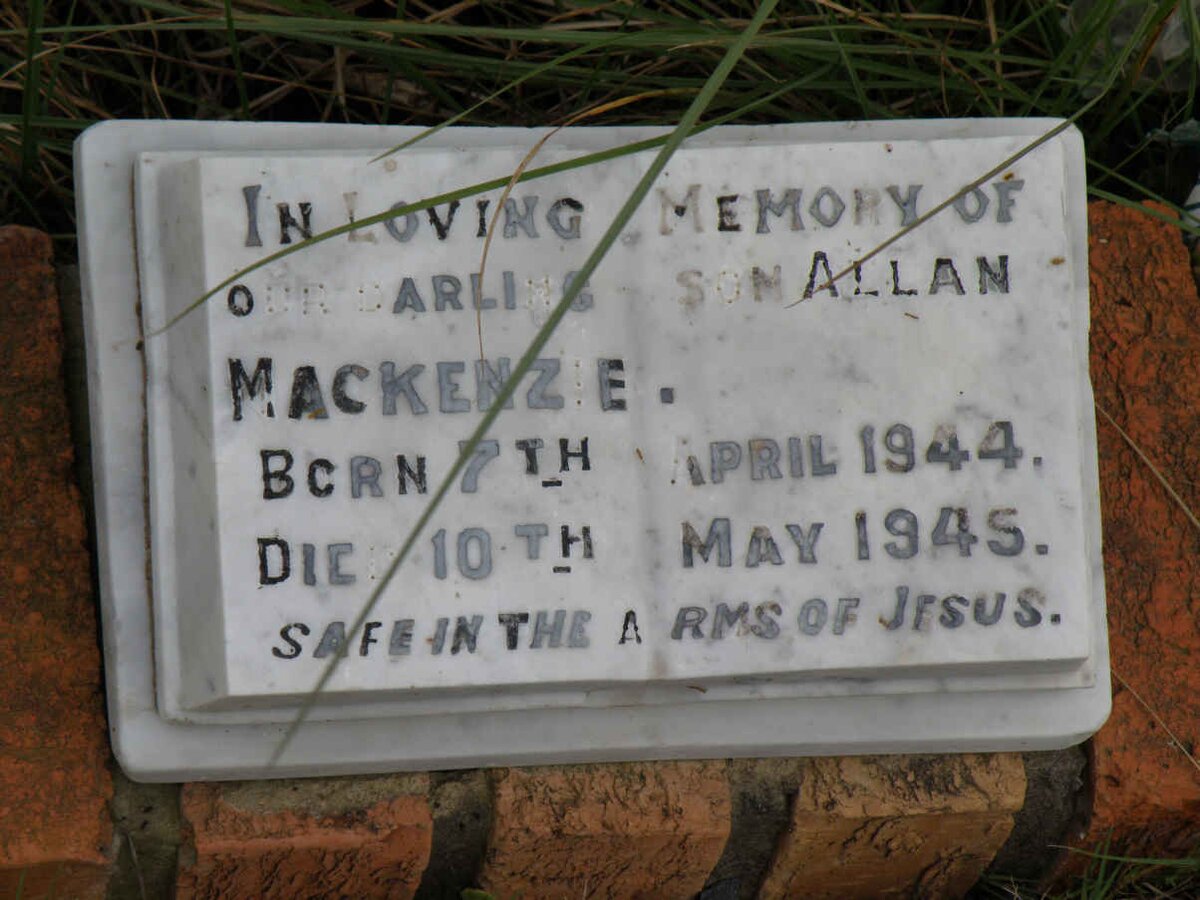 IN LOVING MEMORY OF
OUR DARLING SON ALLAN
MACKENZIE.
BORN 7TH APRIL 1944.
DIED 10TH MAY 1945.
SAFE IN THE ARMS OF JESUS.